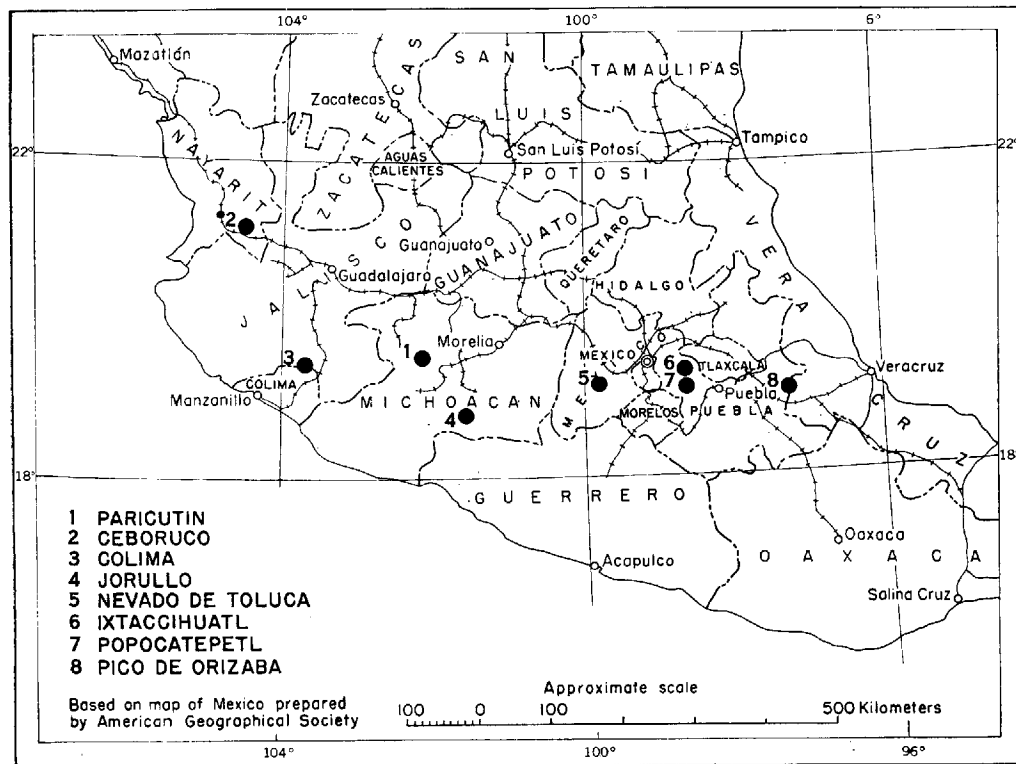 104°
100°
6°
Mazatlán
SAN
TAMAULIPAS
Zacatecas
ZACATECAS
LUIS
Tampico
NAYARIT
22°
22°
AGUAS
CALIENTES
San Luis Potosí
POTOSI
2
JALISCO
Guanajuato
GUANAJUATO
QUERETARO
VERA
Guadalajara
HIDALGO
3
1
Morelia
MEXICO
MEXICO
6
TLAXCALA
Veracruz
COLIMA
5
7
Puebla
8
Manzanillo
MICHOACAN
4
MORELOS
PUEBLA
CRUZ
18°
18°
GUERRERO
Oaxaca
OAXACA
Acapulco
Salina Cruz
1 PARICUTIN
2 CEBORUCO
3 COLIMA
4 JORULLO
5 NEVADO DE TOLUCA
6 IXTACCIHUATL
7 POPOCATEPETL
8 PICO DE ORIZABA
Based on map of Mexico prepared
by American Geographical Society
Approximate scale
100 0 100 500 Kilometers
104°
100°
96°